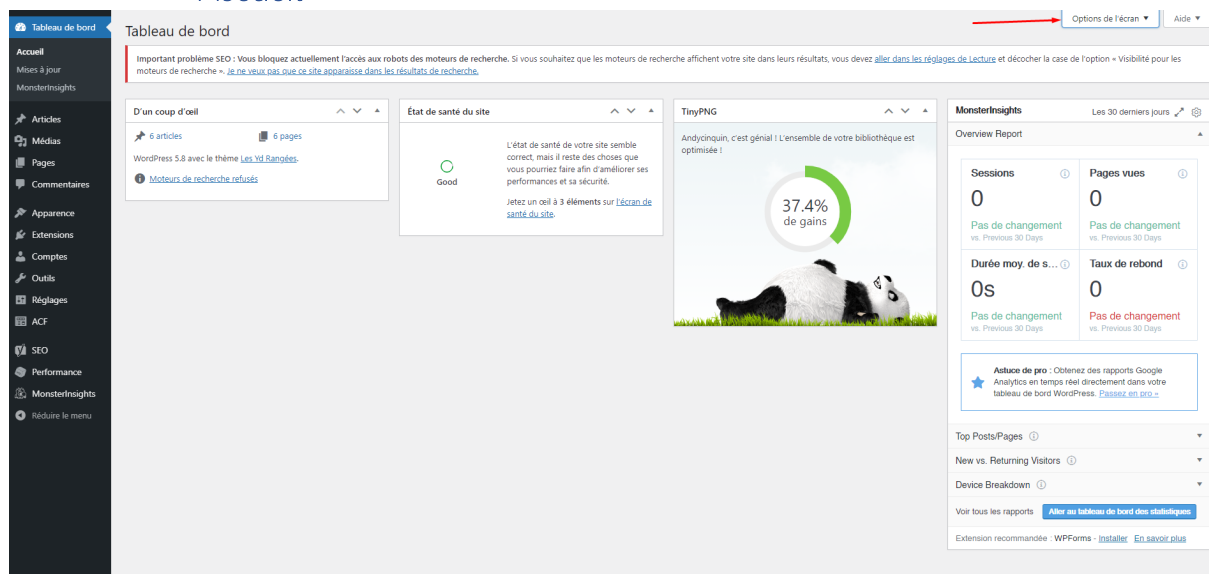 Tableau de bord
Accueil
Mises à jour
MonsterInsights
Articles
Médias
Pages
Commentaires
Apparence
Extensions
Comptes
Outils
Réglages
ACF
SEO
Performance
MonsterInsights
Réduire le menu
Tableau de bord
Options de l'écran ▼
Aide ▼
Important problème SEO : Vous bloquez actuellement l'accès aux robots des moteurs de recherche. Si vous souhaitez que les moteurs de recherche affichent votre site dans leurs résultats, vous devez aller dans les réglages de Lecture et décocher la case de l'option « Visibilité pour les
moteurs de recherche ». Je ne veux pas que ce site apparaisse dans les résultats de recherche.
D'un coup d'œil
6 articles
6 pages
WordPress 5.8 avec le thème Les Yd Rangées.
Moteurs de recherche refusés
État de santé du site
Good
L'état de santé de votre site semble
correct, mais il reste des choses que
vous pourriez faire afin d'améliorer ses
performances et sa sécurité.
Jetez un œil à 3 éléments sur l'écran de
santé du site.
TinyPNG
Andycinquin, c'est génial ! L'ensemble de votre bibliothèque est
optimisée !
37.4%
de gains
MonsterInsights
Les 30 derniers jours
Overview Report
Sessions
0
Pas de changement
vs. Previous 30 Days
Pages vues
0
Pas de changement
vs. Previous 30 Days
Durée moy. de s...
0s
Pas de changement
vs. Previous 30 Days
Taux de rebond
0
Pas de changement
vs. Previous 30 Days
Astuce de pro : Obtenez des rapports Google
Analytics en temps réel directement dans votre
tableau de bord WordPress. Passez en pro »
Top Posts/Pages
New vs. Returning Visitors
Device Breakdown
Voir tous les rapports
Aller au tableau de bord des statistiques
Extension recommandée : WPForms - Installer En savoir plus